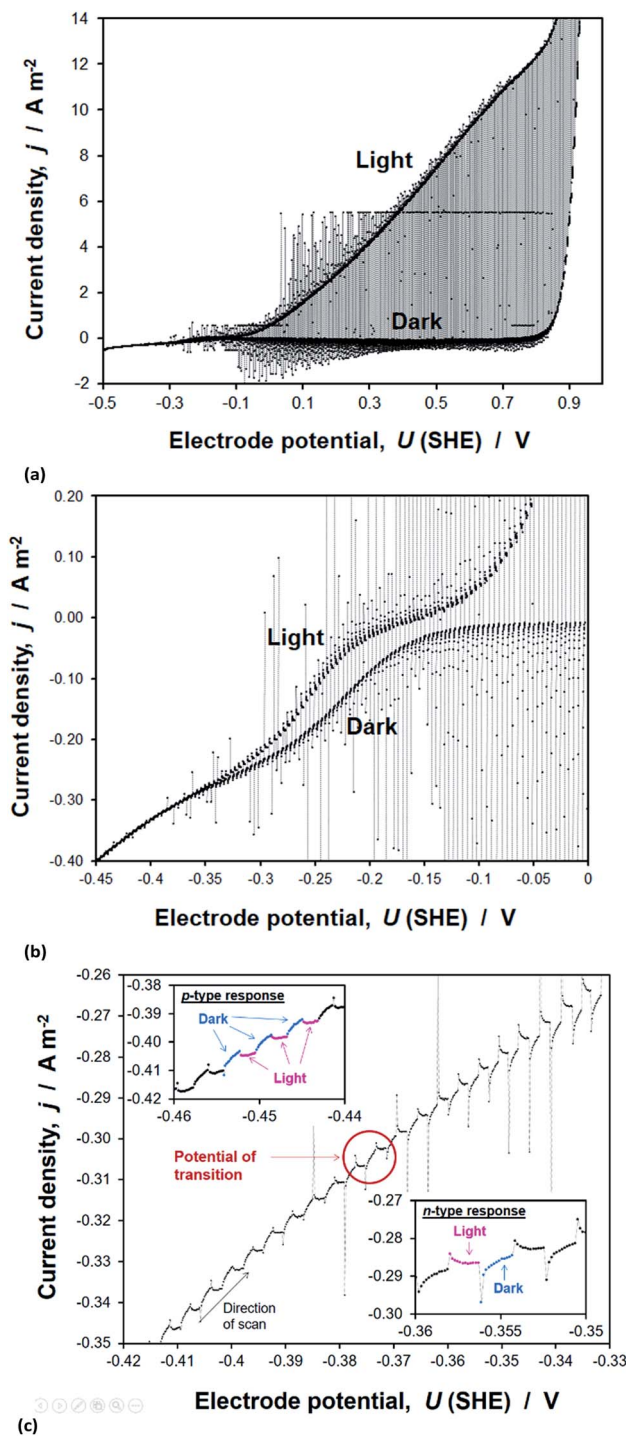 14
12
10
8
6
4
2
0
-2
Current density, j / A m-2
Light
Dark
-0.5 -0.3 -0.1 0.1 0.3 0.5 0.7 0.9
Electrode potential, U (SHE) / V
(a)
0.20
0.10
0.00
-0.10
-0.20
-0.30
-0.40
Current density, j / A m-2
Light
Dark
-0.45 -0.4 -0.35 -0.3 -0.25 -0.2 -0.15 -0.1 -0.05 0
Electrode potential, U (SHE) / V
(b)
-0.26
-0.27
-0.28
-0.29
-0.30
-0.31
-0.32
-0.33
-0.34
-0.35
Current density, j / A m-2
-0.38
-0.39
-0.40
-0.41
-0.42
p-type response
Dark
Light
-0.46 -0.45 -0.44
Potential of
transition
Direction
of scan
-0.27
-0.28
-0.29
-0.30
n-type response
Light
Dark
-0.36 -0.355 -0.35
-0.42 -0.41 -0.4 -0.39 -0.38 -0.37 -0.36 -0.35 -0.34 -0.33
Electrode potential, U (SHE) / V
(c)